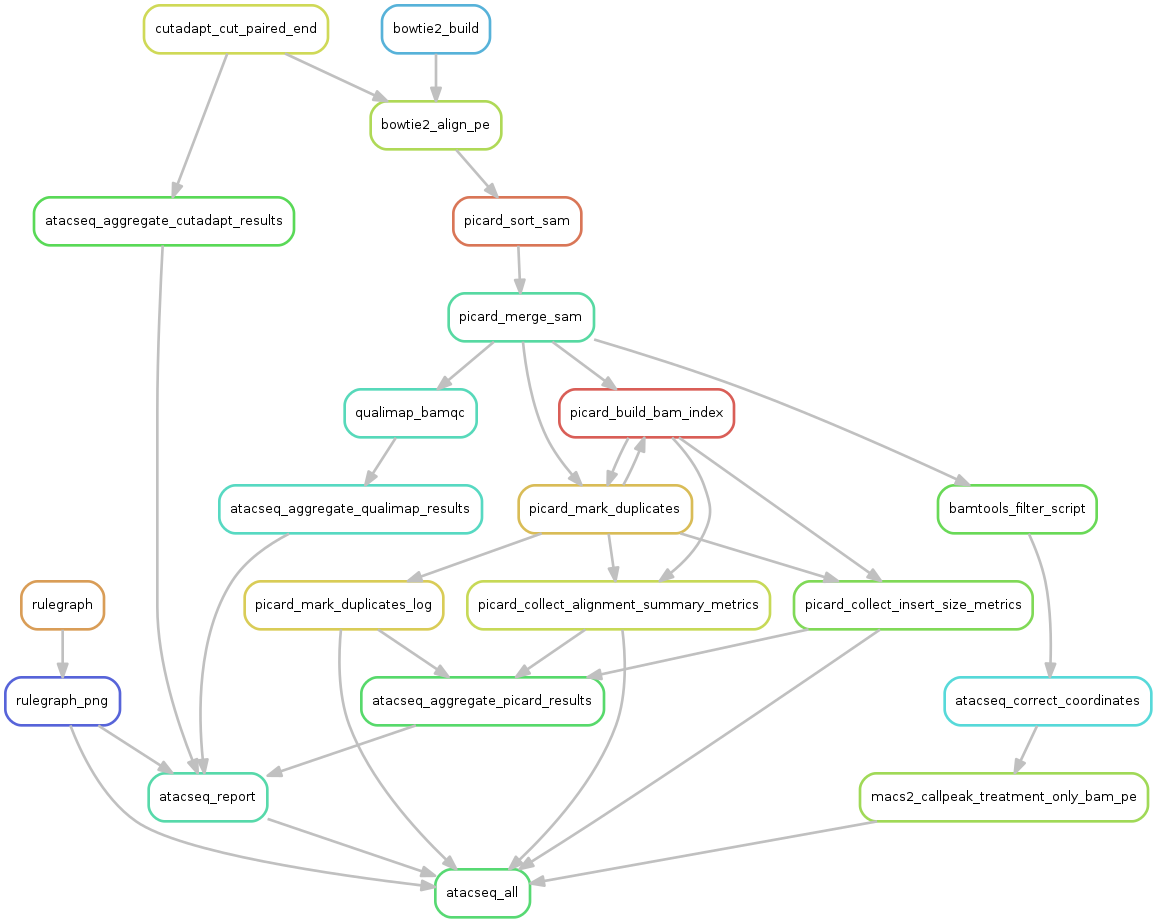 cutadapt_cut_paired_end
bowtie2_build
bowtie2_align_pe
atacseq_aggregate_cutadapt_results
picard_sort_sam
picard_merge_sam
qualimap_bamqc
picard_build_bam_index
atacseq_aggregate_qualimap_results
picard_mark_duplicates
bamtools_filter_script
rulegraph
picard_mark_duplicates_log
picard_collect_alignment_summary_metrics
picard_collect_insert_size_metrics
rulegraph_png
atacseq_aggregate_picard_results
atacseq_correct_coordinates
atacseq_report
macs2_callpeak_treatment_only_bam_pe
atacseq_all